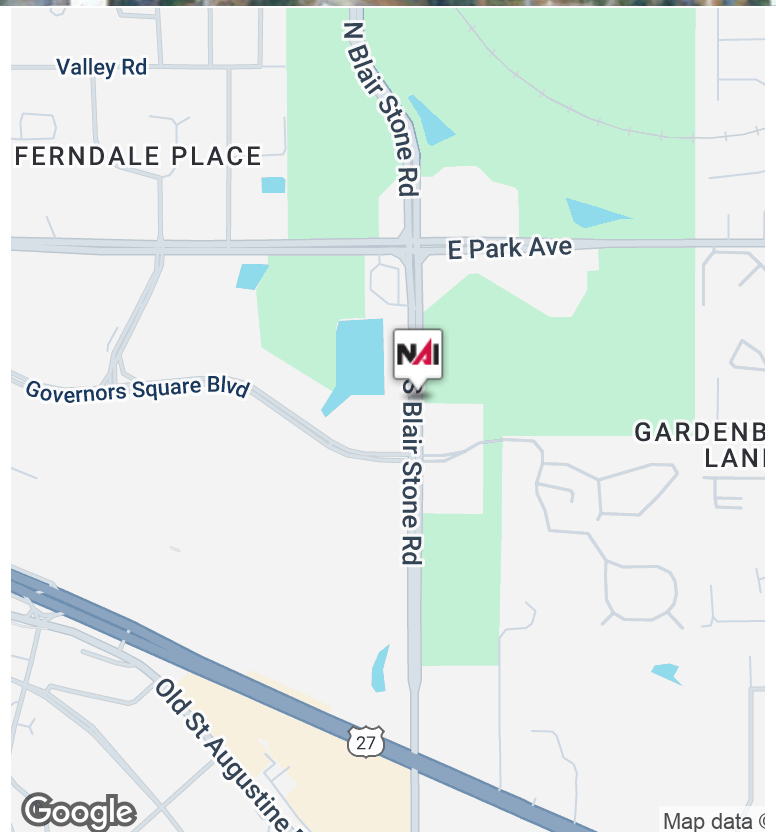 N Blair Stone Rd
Valley Rd
FERNDALE PLACE
E Park Ave
NAI
Governors Square Blvd
S Blair Stone Rd
GARDENB
LAN
27
Old St Augustine
Google
Map data ©